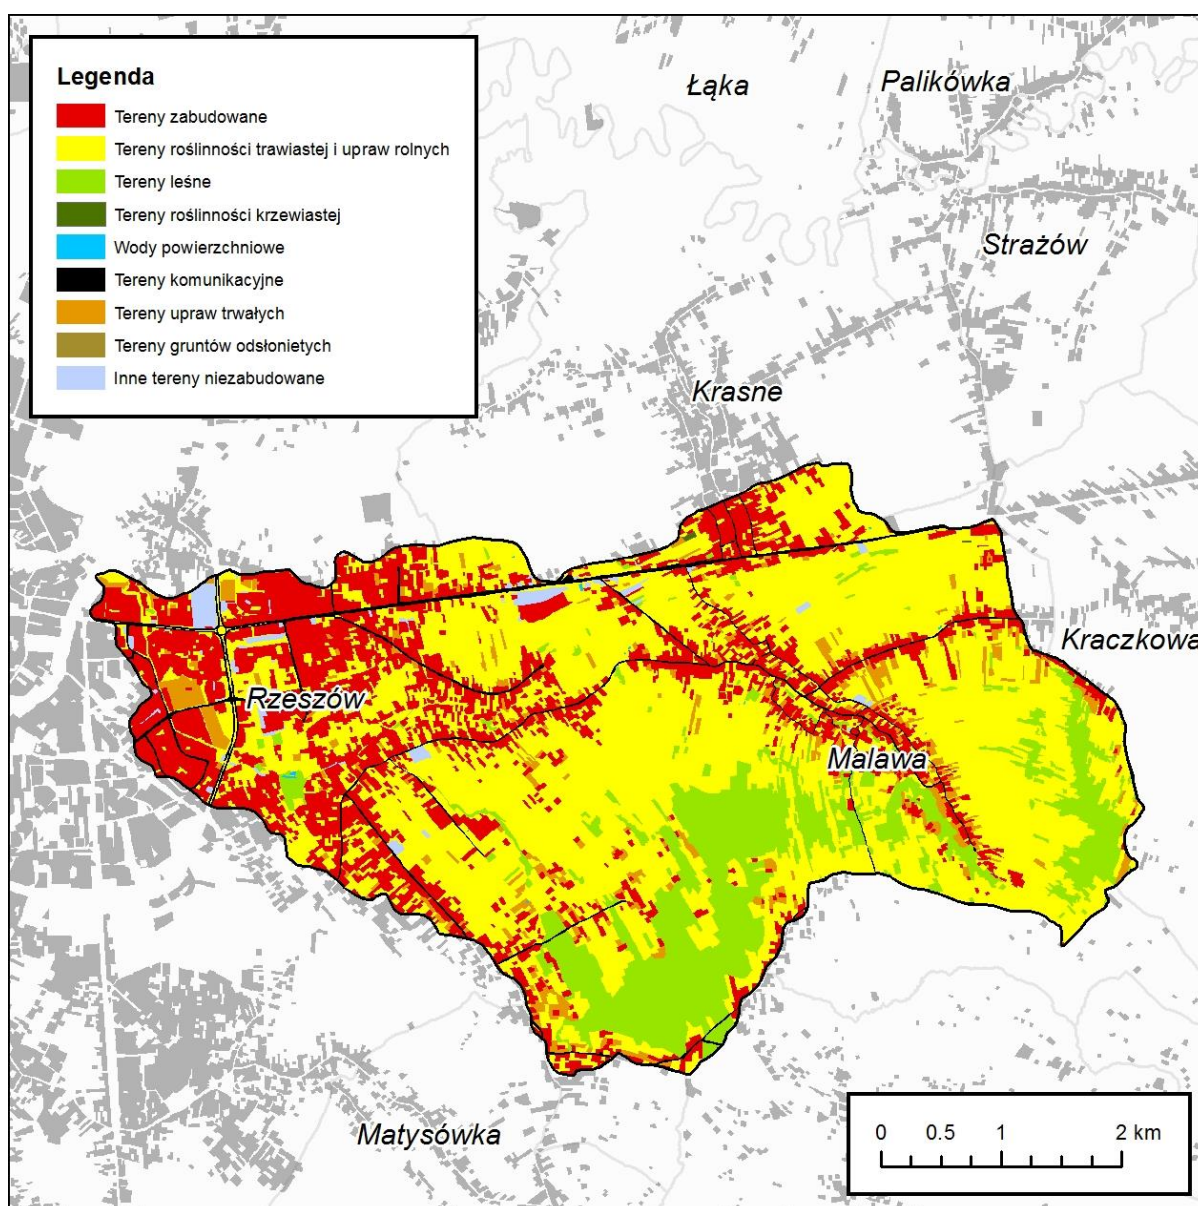 Legenda
Tereny zabudowane
Tereny roślinności trawiastej i upraw rolnych
Tereny leśne
Tereny roślinności krzewiastej
Wody powierzchniowe
Tereny komunikacyjne
Tereny upraw trwałych
Tereny gruntów odsłonietych
Inne tereny niezabudowane
Łąka
Palikówka
Strażów
Krasne
Kraczkowa
Rzeszów
Malawa
Matysówka
0 0.5 1 2 km